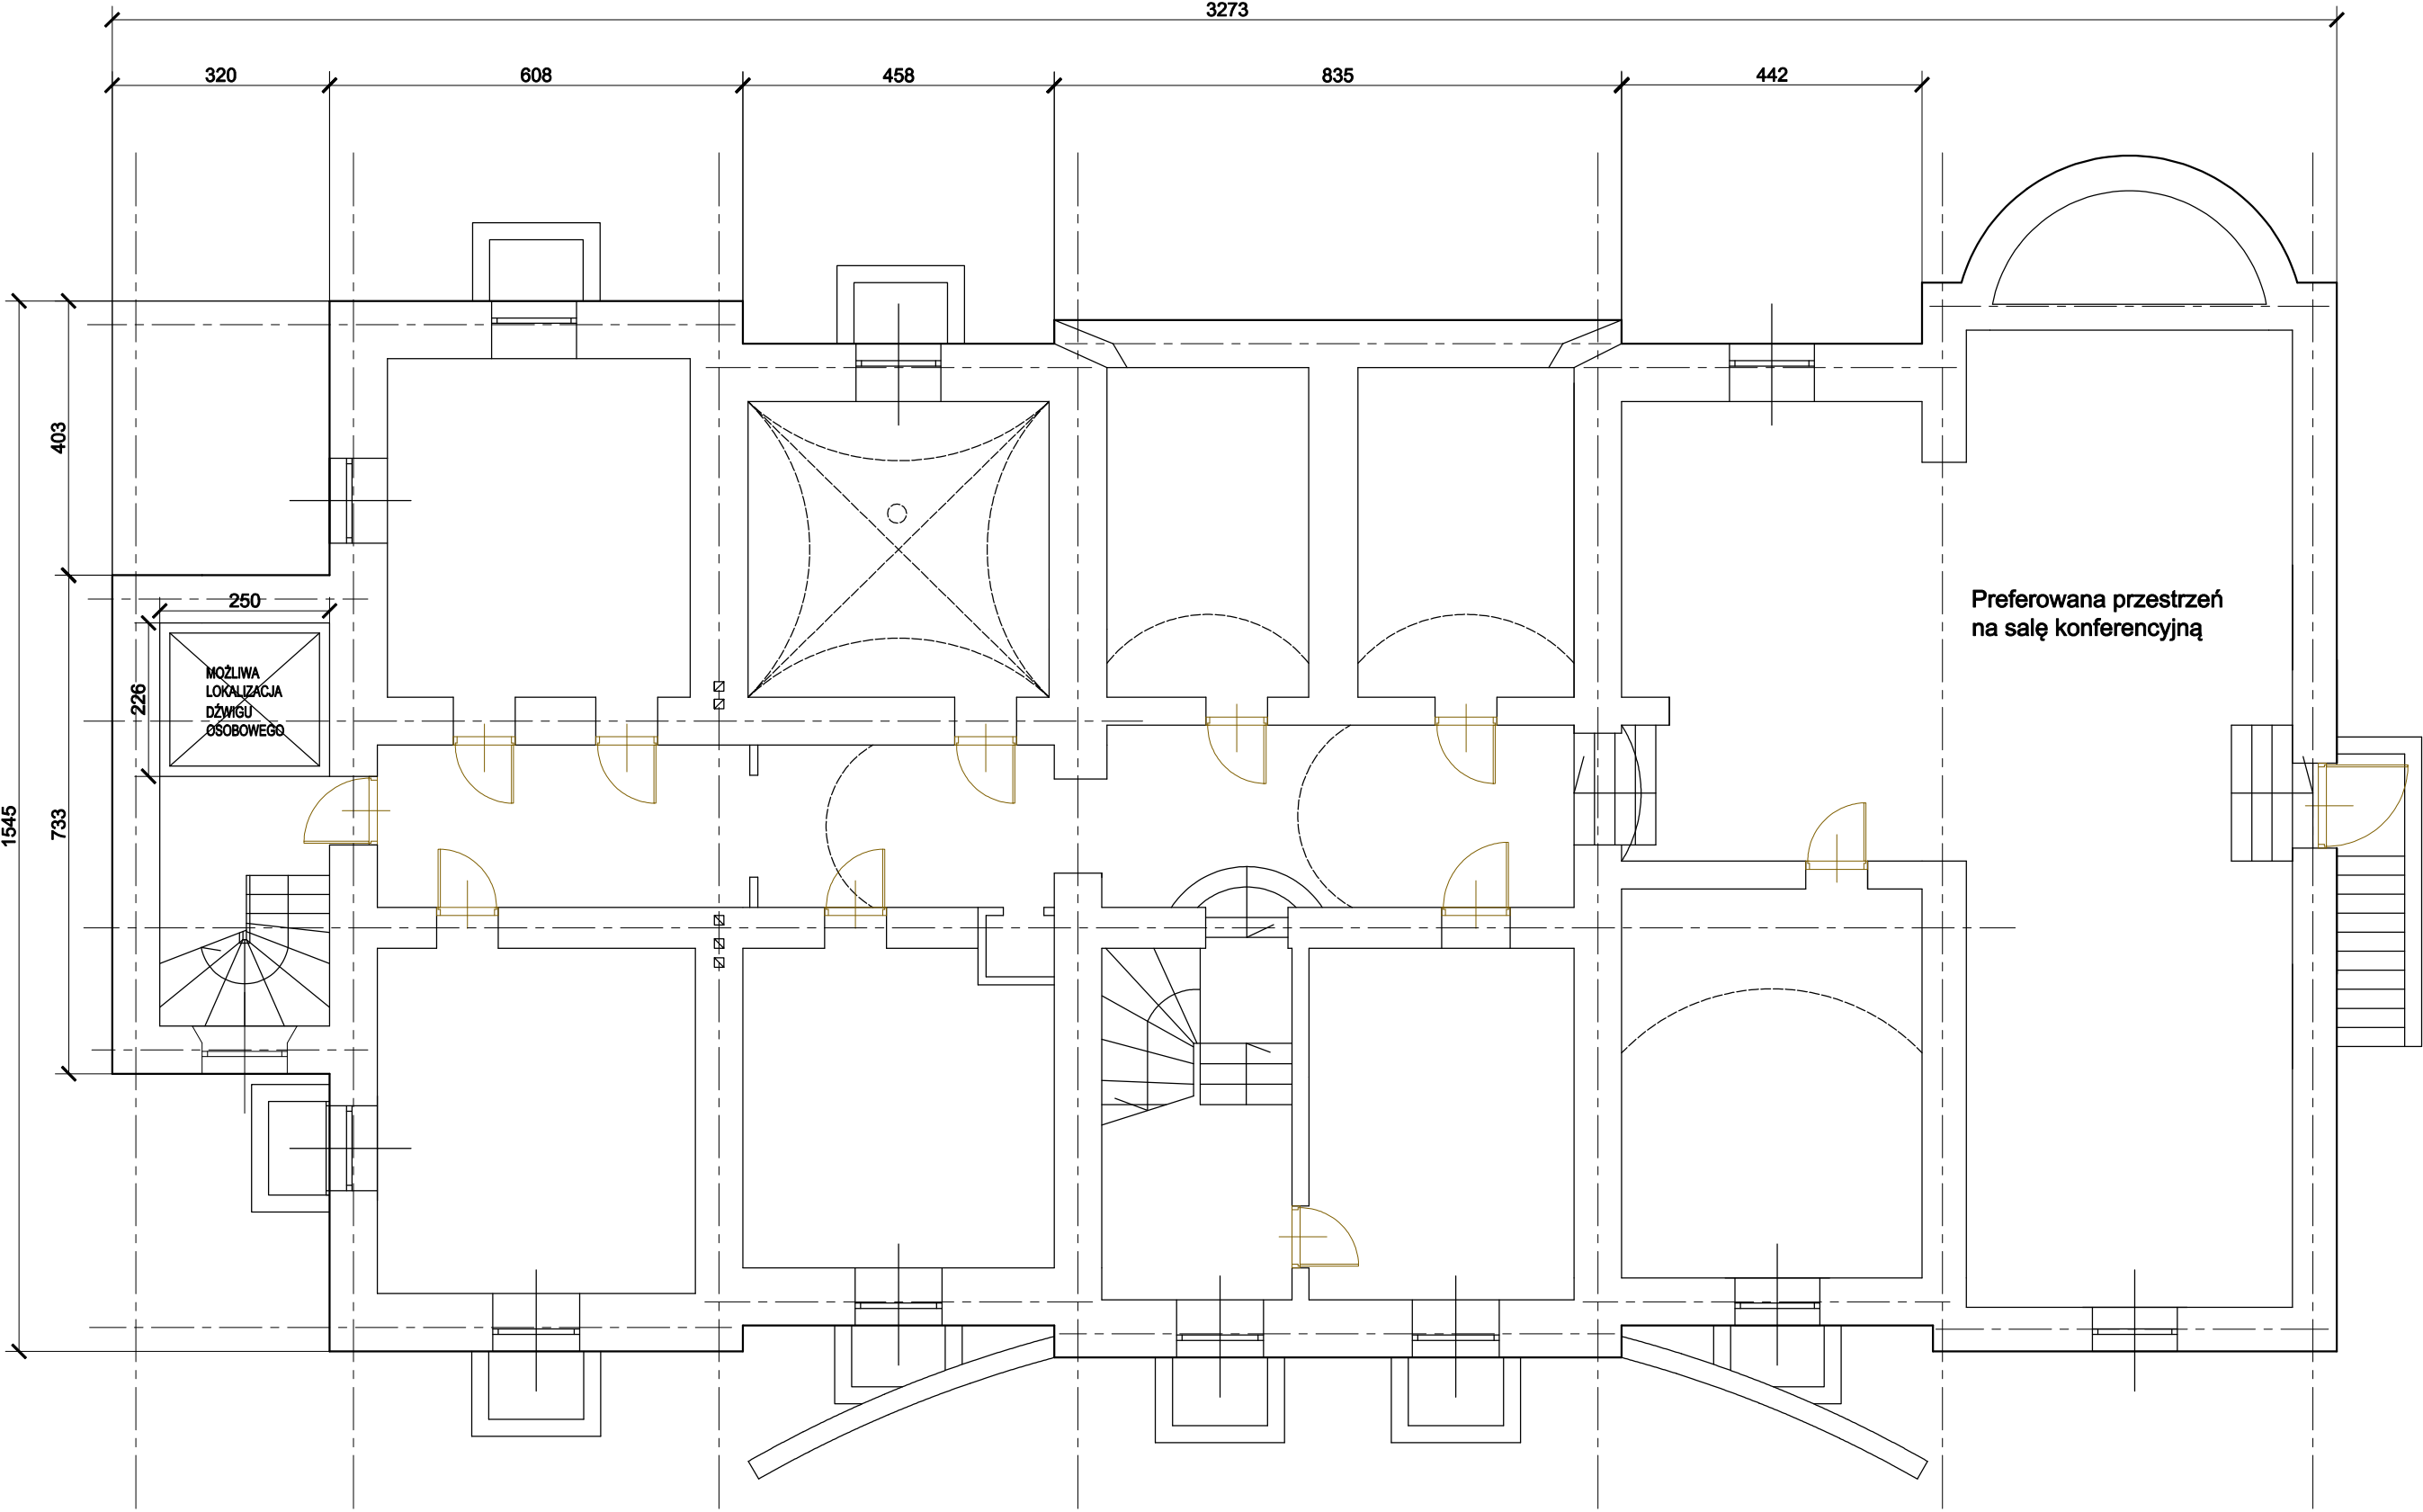 3273
320
608
458
835
442
403
250
Preferowana przestrzeń
na salę konferencyjną
MOŻLIWA
LOKALIZACJA
DŹWIGU
OSOBOWEGO
226
733
1545